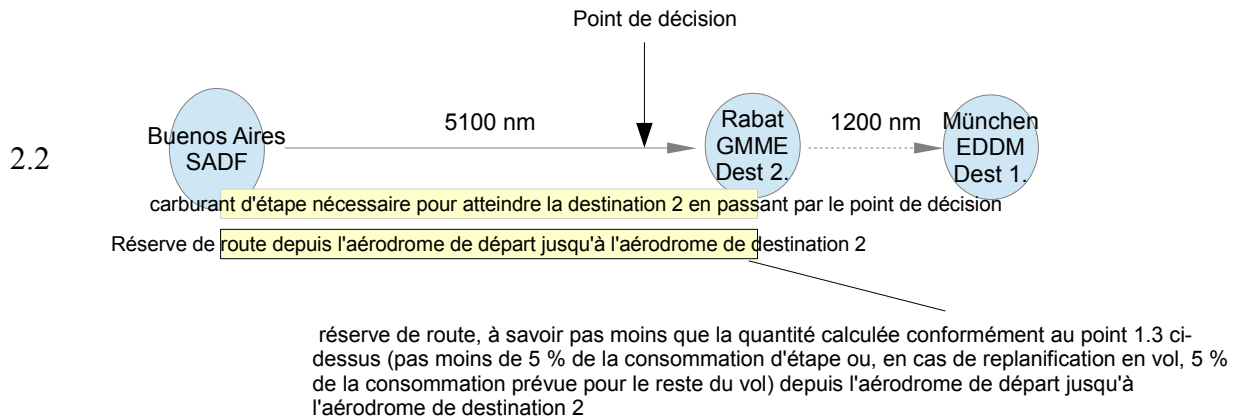 Point de décision
5100 nm
1200 nm
Buenos Aires
SADF
Rabat
GMME
Dest 2.
München
EDDM
Dest 1.
2.2
carburant d'étape nécessaire pour atteindre la destination 2 en passant par le point de décision
Réserve de route depuis l'aérodrome de départ jusqu'à l'aérodrome de destination 2
réserve de route, à savoir pas moins que la quantité calculée conformément au point 1.3 ci-
dessus (pas moins de 5 % de la consommation d'étape ou, en cas de replanification en vol, 5 %
de la consommation prévue pour le reste du vol) depuis l'aérodrome de départ jusqu'à
l'aérodrome de destination 2